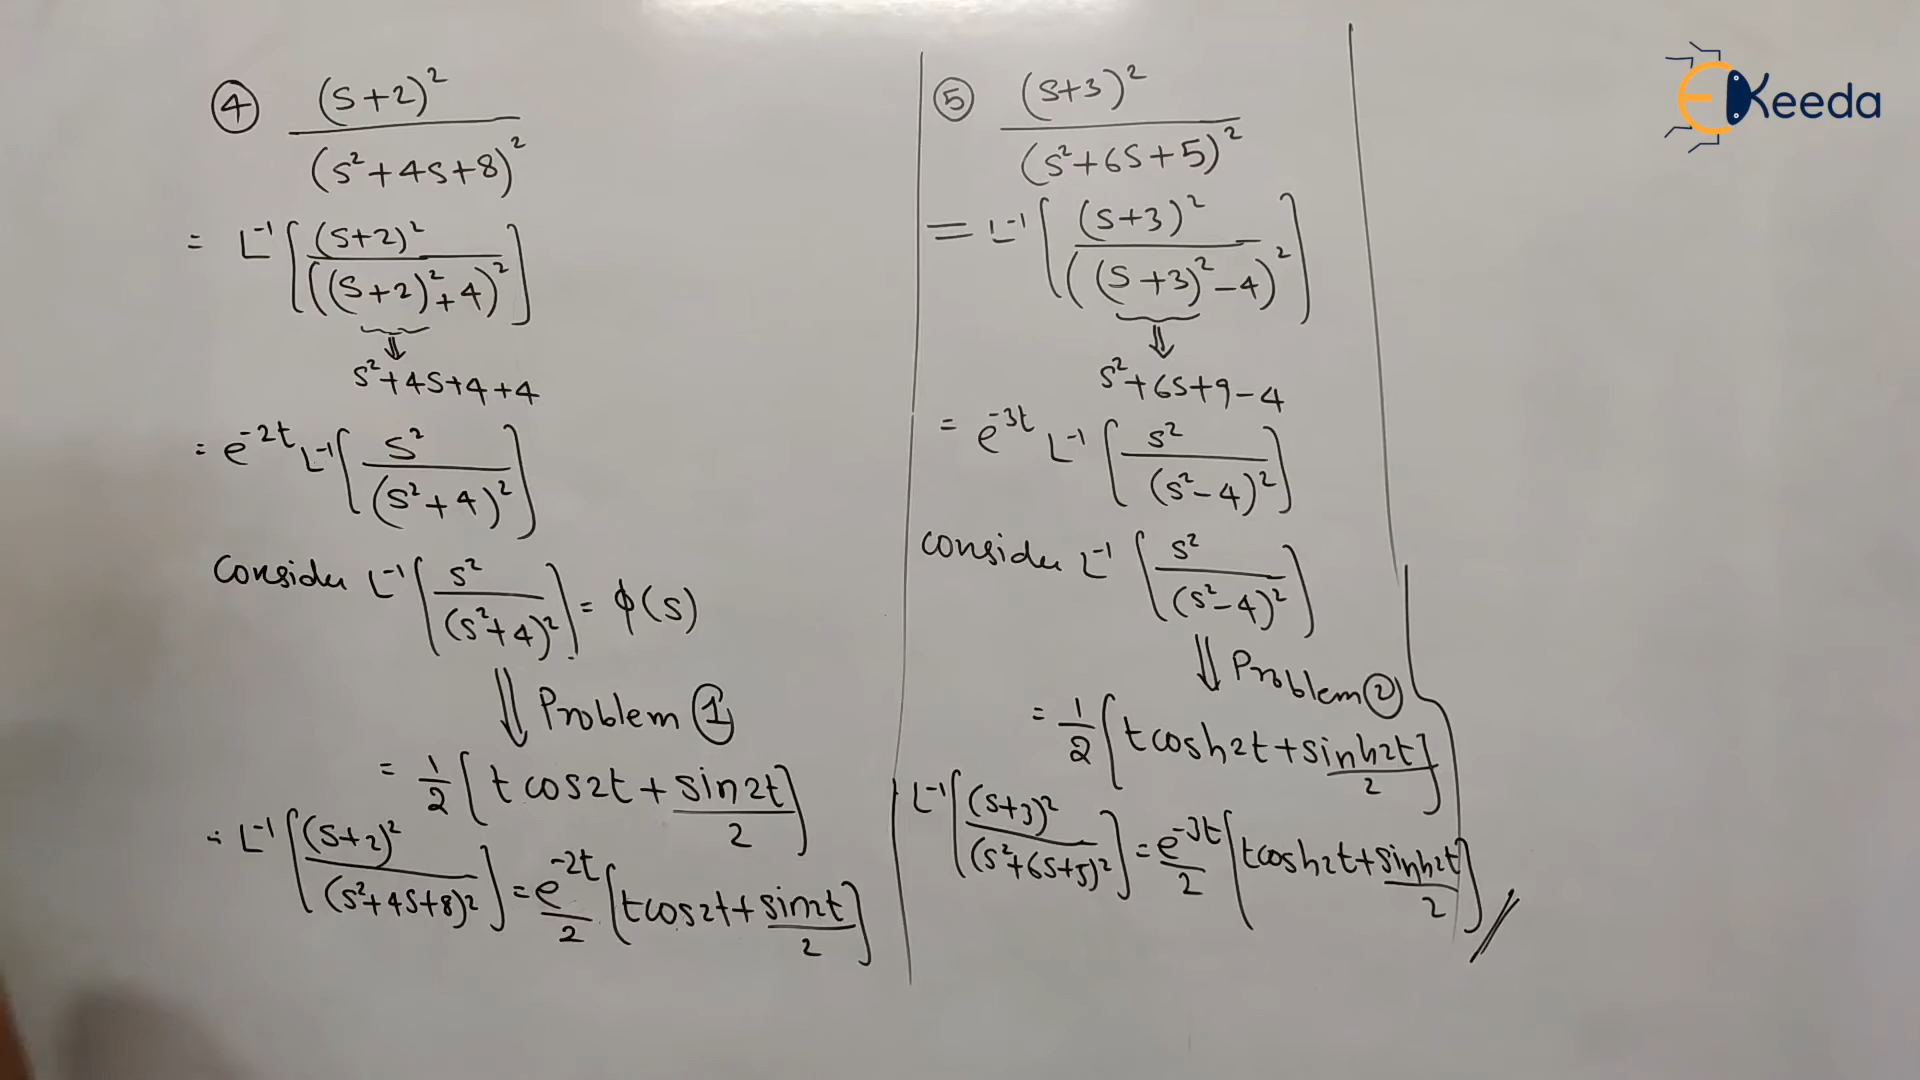 ④ (s+2)²
(s²+4s+8)²
= L⁻¹[(s+2)²
((s+2)²+4)²]
⇓
s²+4s+4+4
= e⁻²ᵗ L⁻¹[s²
(s²+4)²]
Consider L⁻¹[s²
(s²+4)²] = ϕ(s)
⇓ Problem ①
= 1/2 [t cos2t + sin2t
2]
∴ L⁻¹[(s+2)²
(s²+4s+8)²] = e⁻²ᵗ/2 [tcos2t + sin2t
2]
⑤ (s+3)²
(s²+6s+5)²
= L⁻¹[(s+3)²
((s+3)²-4)²]
⇓
s²+6s+9-4
= e⁻³ᵗ L⁻¹[s²
(s²-4)²]
consider L⁻¹[s²
(s²-4)²]
⇓ Problem ②
= 1/2 [tcosh2t + sinh2t
2]
L⁻¹[(s+3)²
(s²+6s+5)²] = e⁻³ᵗ/2 [tcosh2t + sinh2t
2] //
EKeeda